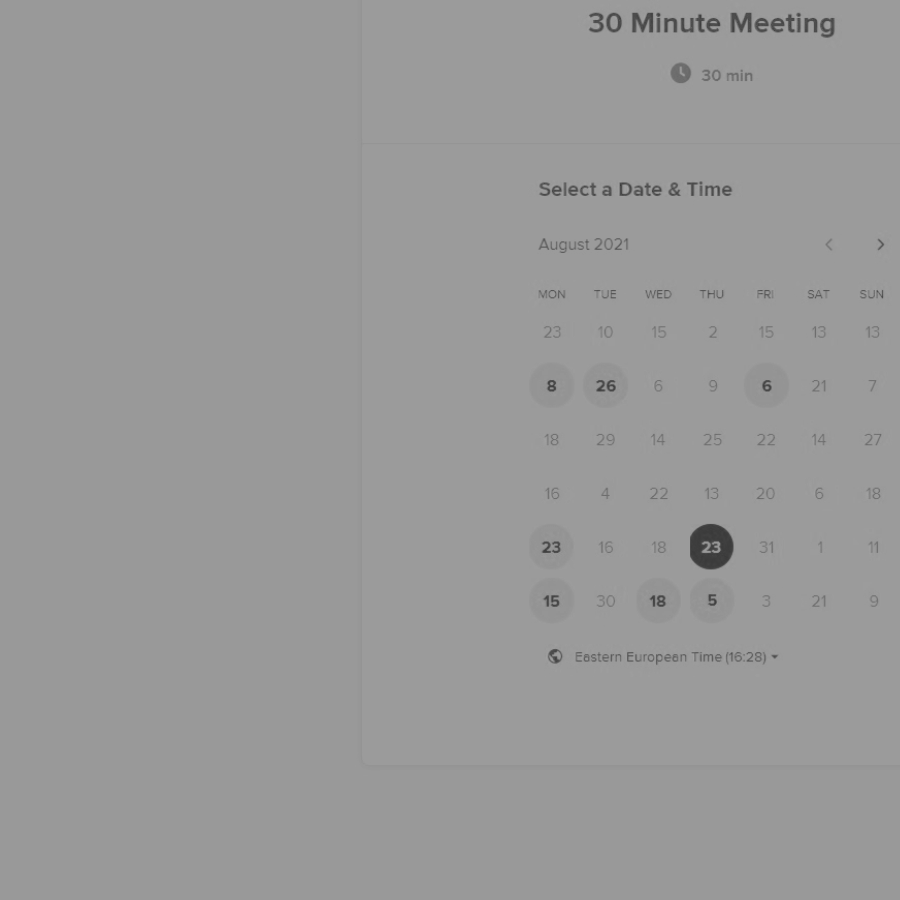 30 Minute Meeting
30 min
Select a Date & Time
August 2021
MON TUE WED THU FRI SAT SUN
23 10 15 2 15 13 13
8 26 6 9 6 21 7
18 29 14 25 22 14 27
16 4 22 13 20 6 18
23 16 18 23 31 1 11
15 30 18 5 3 21 9
Eastern European Time (16:28)